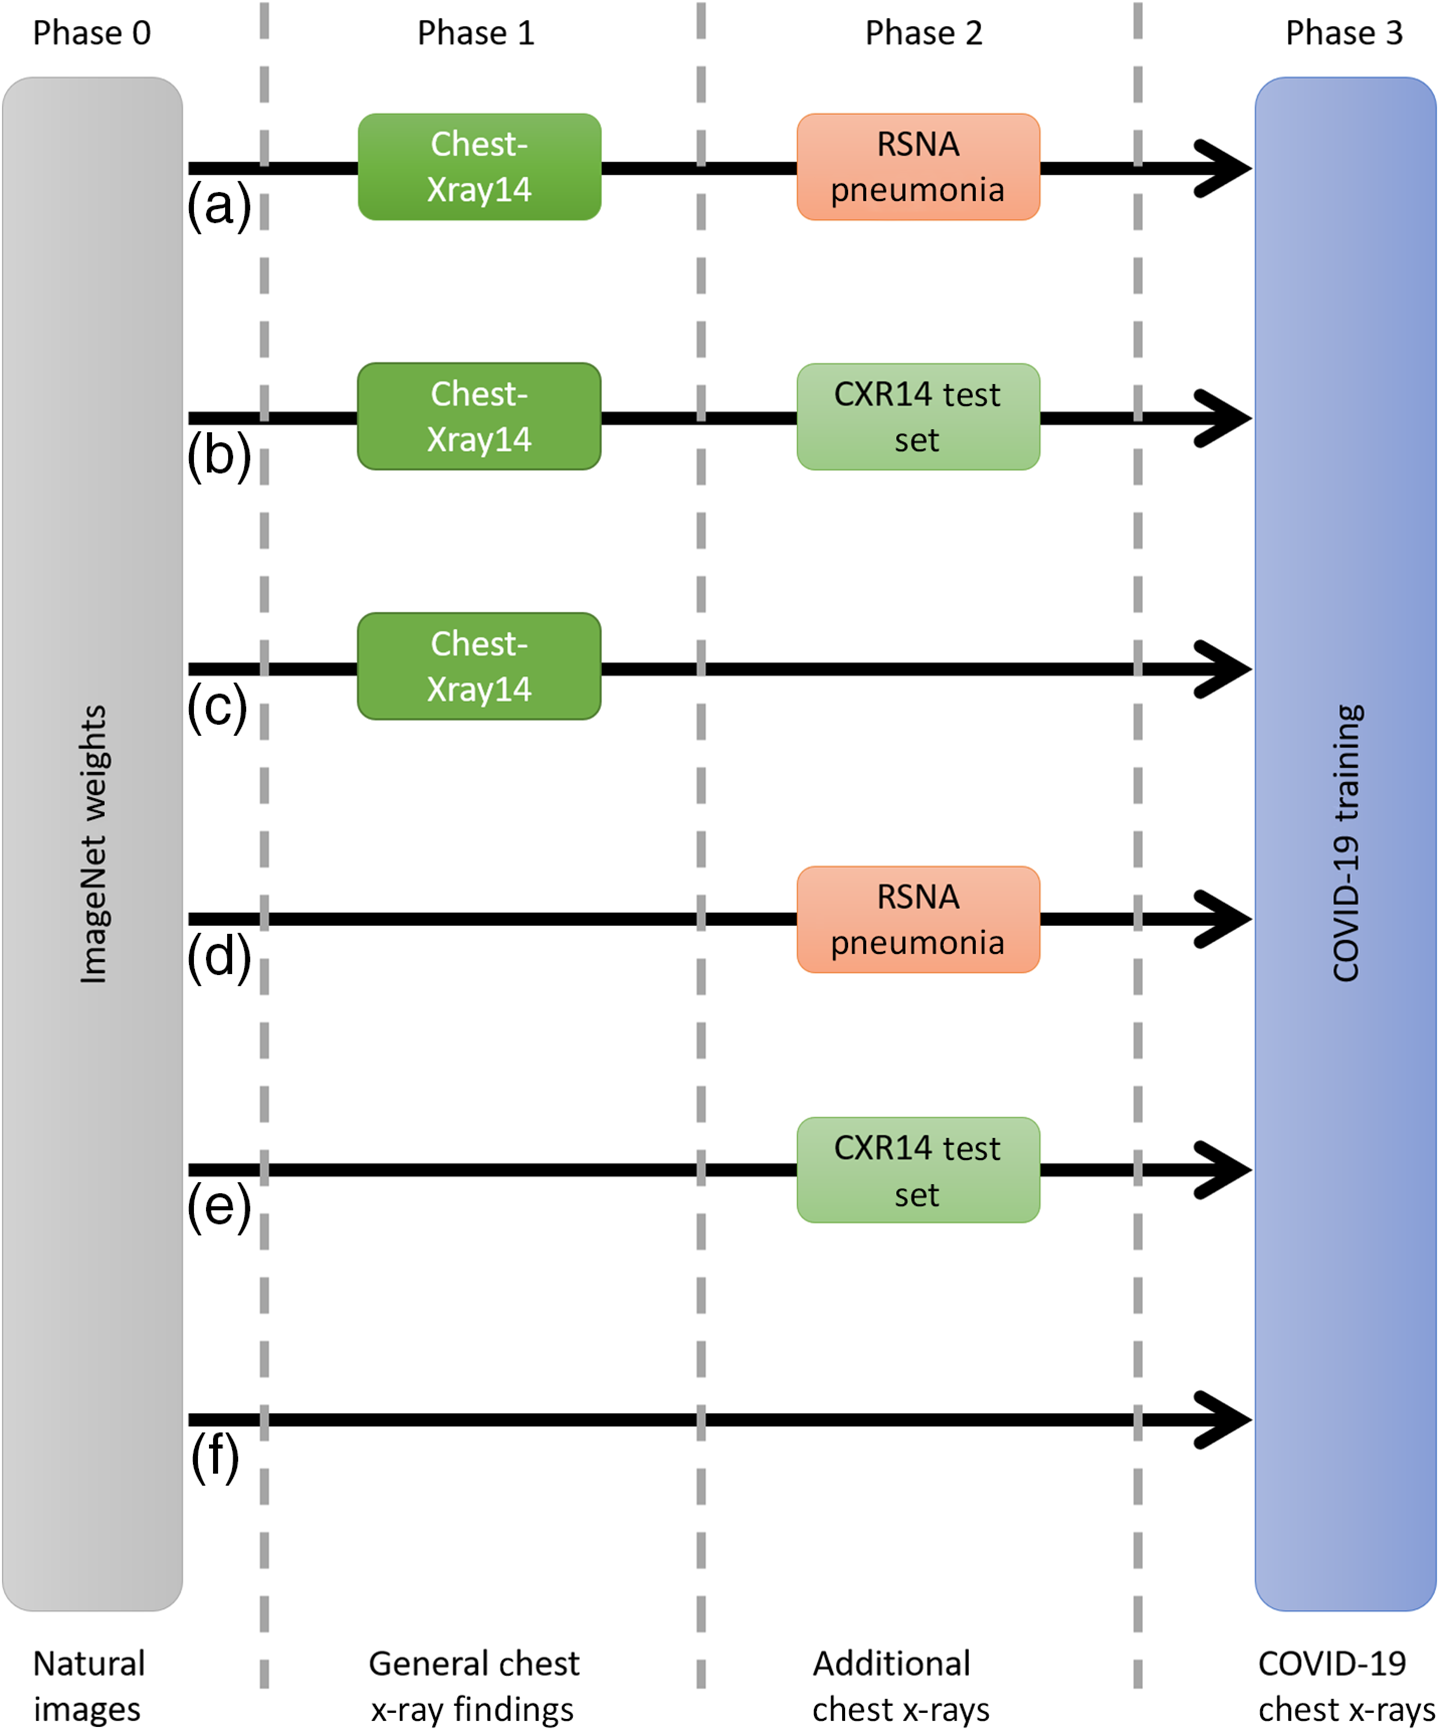 Phase 0
Phase 1
Phase 2
Phase 3
Chest-
Xray14
RSNA
pneumonia
(a)
Chest-
Xray14
CXR14 test
set
(b)
Chest-
Xray14
(c)
ImageNet weights
COVID-19 training
RSNA
pneumonia
(d)
CXR14 test
set
(e)
(f)
Natural
images
General chest
x-ray findings
Additional
chest x-rays
COVID-19
chest x-rays